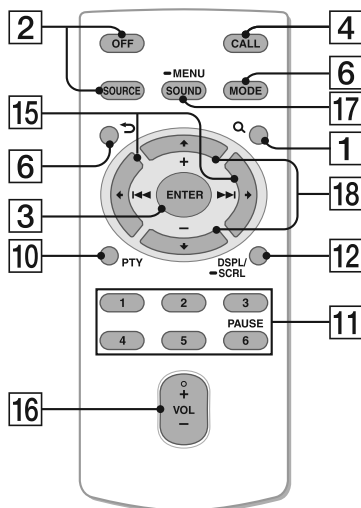 2 4
OFF CALL
MENU 6
SOURCE SOUND MODE
15 17
6 1
+
ENTER 18
3
−
10 PTY DSPL/ 12
SCRL
1 2 3
PAUSE 11
4 5 6
+
16 VOL
−